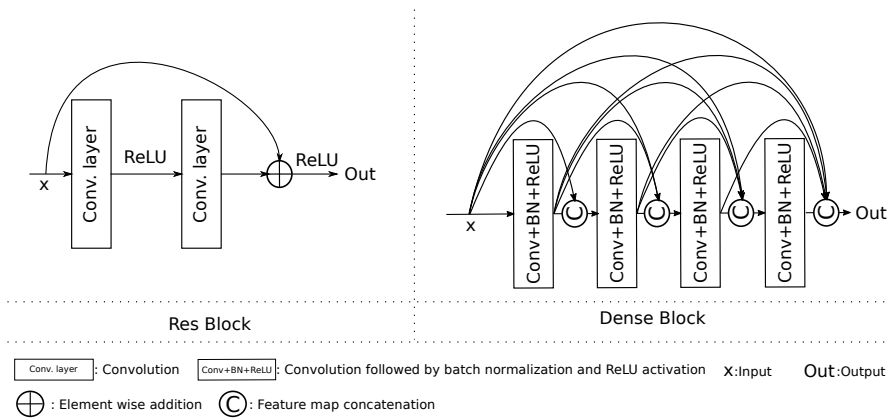 x
Conv. layer
ReLU
Conv. layer
ReLU
Out
Res Block
x
Conv+BN+ReLU
C
Conv+BN+ReLU
C
Conv+BN+ReLU
C
Conv+BN+ReLU
C
Out
Dense Block
Conv. layer : Convolution
Conv+BN+ReLU : Convolution followed by batch normalization and ReLU activation
x:Input
Out:Output
: Element wise addition
C : Feature map concatenation